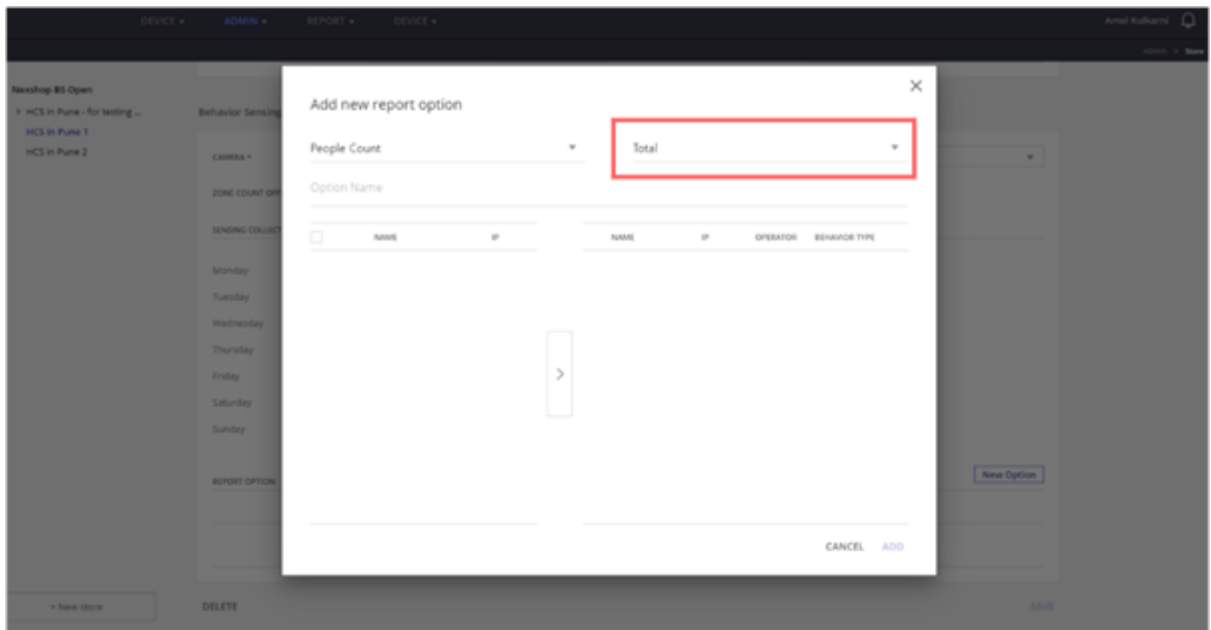 DEVICE ADMIN REPORT DEVICE Amol Kulkarni
ADMIN > Store
Nexshop BS Open
HCS in Pune - for testing ...
HCS in Pune 1
HCS in Pune 2
Behavior Sensing
CAMERA *
ZONE COUNT OFF
SENSING COLLECT
Monday
Tuesday
Wednesday
Thursday
Friday
Saturday
Sunday
REPORT OPTION
New Option
Add new report option
People Count Total
Option Name
NAME IP NAME IP OPERATOR BEHAVIOR TYPE
>
CANCEL ADD
+ New store DELETE SAVE